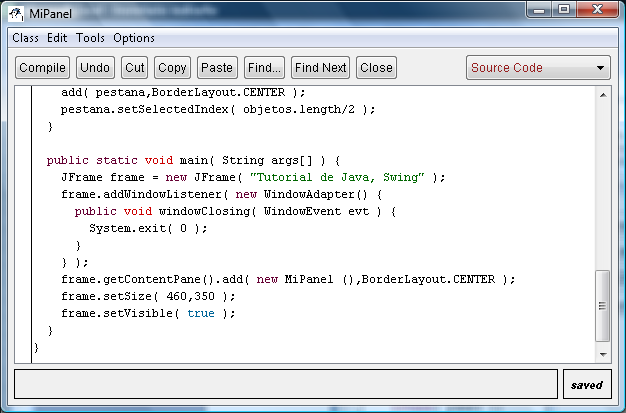 MiPanel
Class Edit Tools Options
Compile Undo Cut Copy Paste Find... Find Next Close Source Code
add( pestana,BorderLayout.CENTER );
pestana.setSelectedIndex( objetos.length/2 );
}
public static void main( String args[] ) {
JFrame frame = new JFrame( "Tutorial de Java, Swing" );
frame.addWindowListener( new WindowAdapter() {
public void windowClosing( WindowEvent evt ) {
System.exit( 0 );
}
} );
frame.getContentPane().add( new MiPanel (),BorderLayout.CENTER );
frame.setSize( 460,350 );
frame.setVisible( true );
}
}
saved